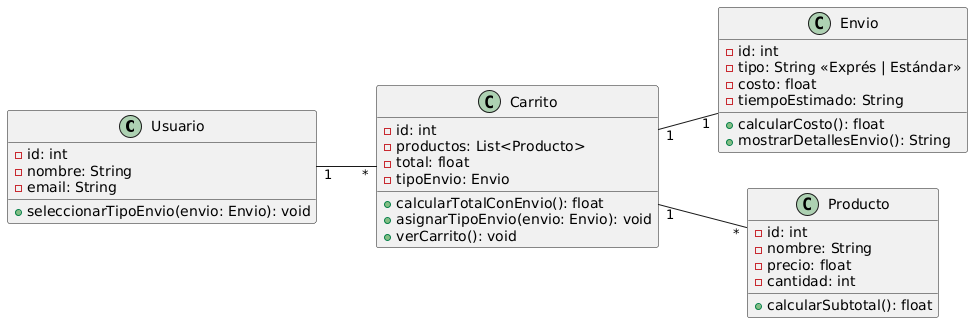 C Usuario
id: int
nombre: String
email: String
seleccionarTipoEnvio(envio: Envio): void
1
*
C Carrito
id: int
productos: List<Producto>
total: float
tipoEnvio: Envio
calcularTotalConEnvio(): float
asignarTipoEnvio(envio: Envio): void
verCarrito(): void
1
1
C Envio
id: int
tipo: String «Exprés | Estándar»
costo: float
tiempoEstimado: String
calcularCosto(): float
mostrarDetallesEnvio(): String
1
*
C Producto
id: int
nombre: String
precio: float
cantidad: int
calcularSubtotal(): float